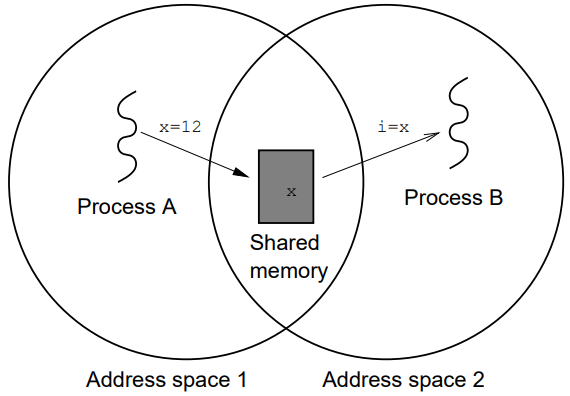 x=12
i=x
Process A
x
Process B
Shared
memory
Address space 1
Address space 2